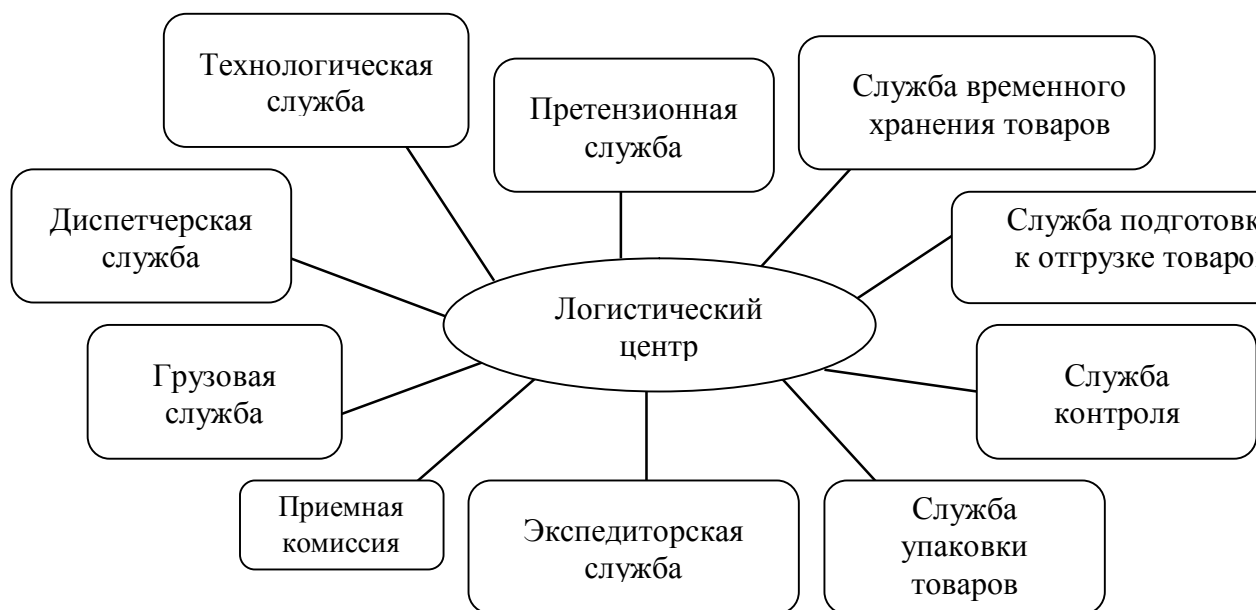 Технологическая
служба
Претензионная
служба
Служба временного
хранения товаров
Диспетчерская
служба
Служба подготовк
к отгрузке товаро
Логистический
центр
Грузовая
служба
Служба
контроля
Приемная
комиссия
Экспедиторская
служба
Служба
упаковки
товаров